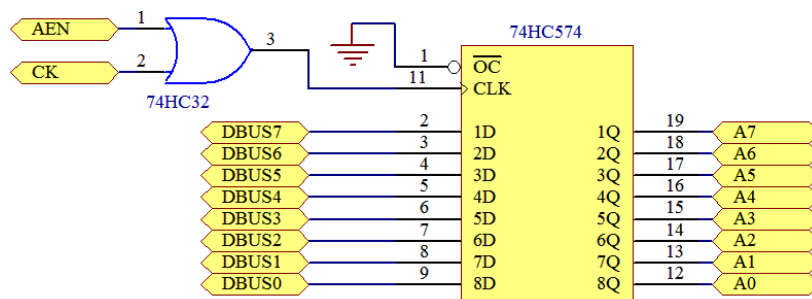 AEN 1
3
CK 2
74HC32
74HC574
1 OC
11 CLK
DBUS7 2 1D 1Q 19 A7
DBUS6 3 2D 2Q 18 A6
DBUS5 4 3D 3Q 17 A5
DBUS4 5 4D 4Q 16 A4
DBUS3 6 5D 5Q 15 A3
DBUS2 7 6D 6Q 14 A2
DBUS1 8 7D 7Q 13 A1
DBUS0 9 8D 8Q 12 A0